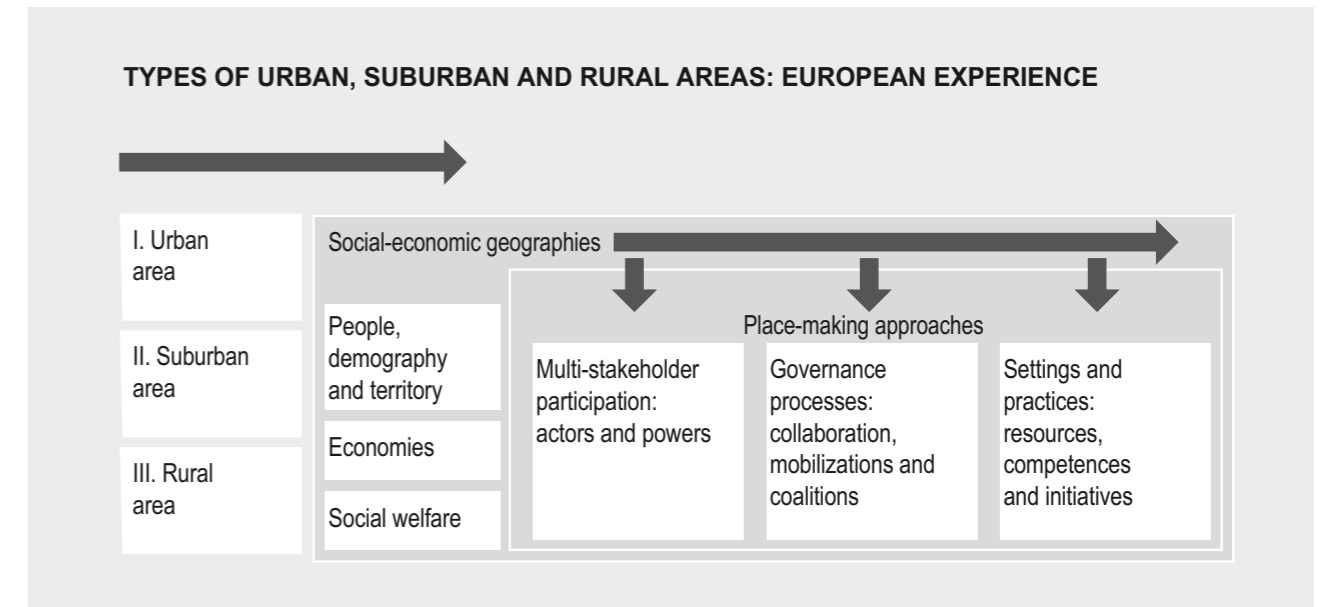 TYPES OF URBAN, SUBURBAN AND RURAL AREAS: EUROPEAN EXPERIENCE
I. Urban
area
II. Suburban
area
III. Rural
area
Social-economic geographies
People,
demography
and territory
Economies
Social welfare
Place-making approaches
Multi-stakeholder
participation:
actors and powers
Governance
processes:
collaboration,
mobilizations and
coalitions
Settings and
practices:
resources,
competences
and initiatives